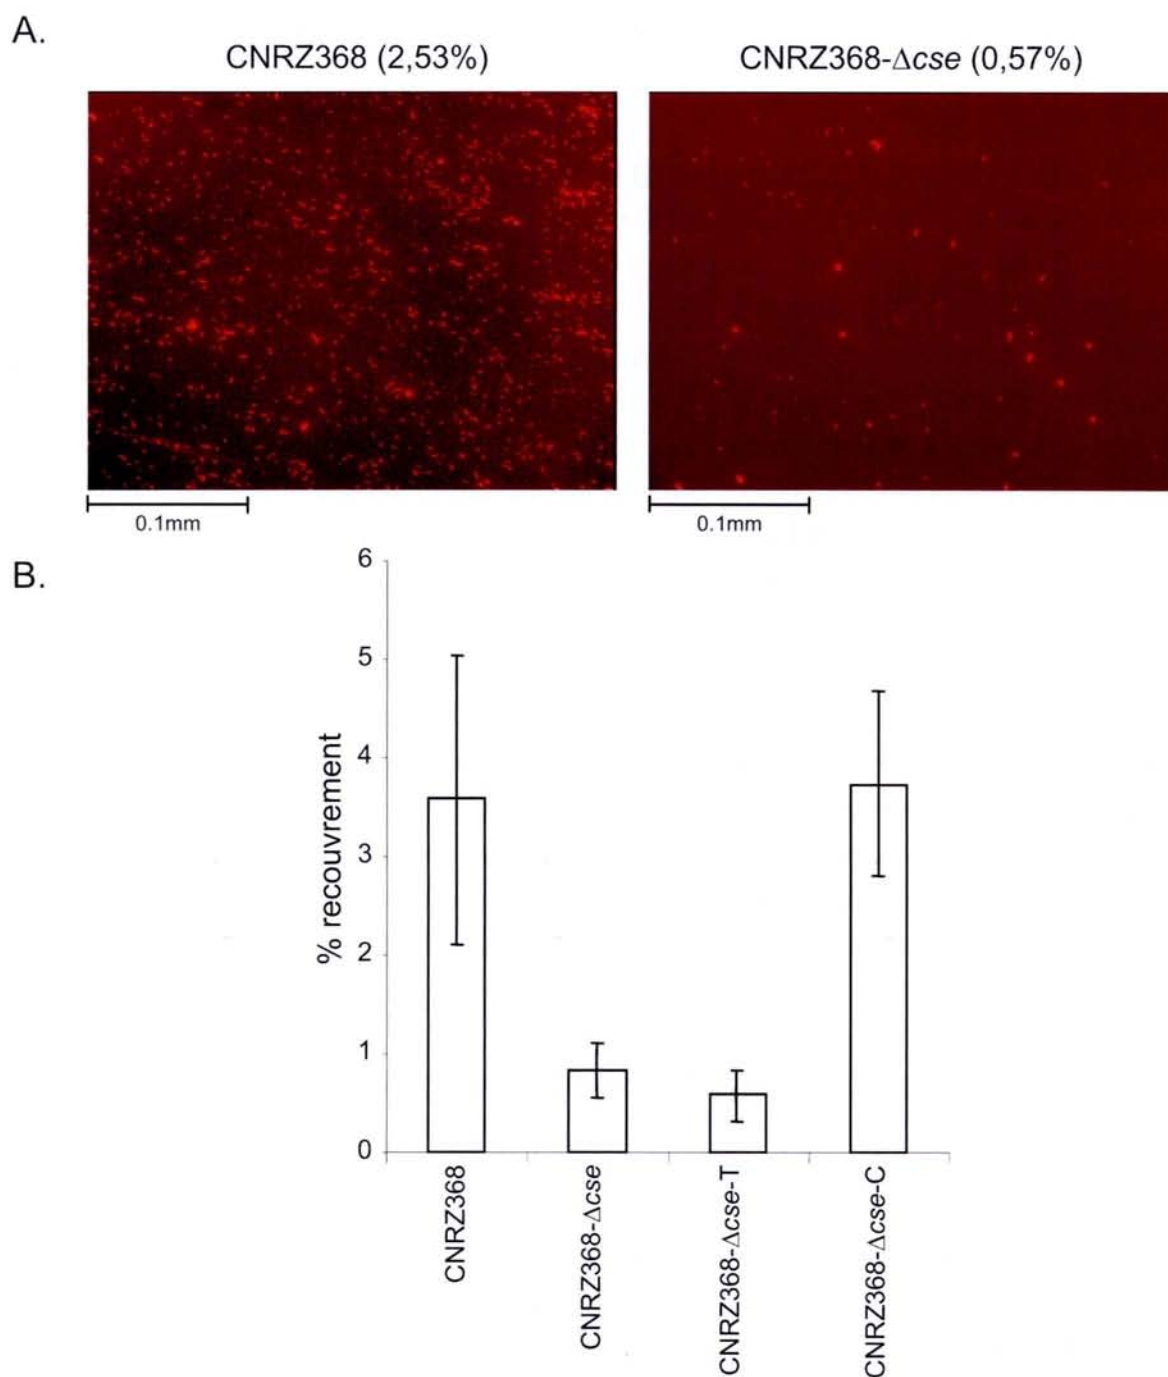 A.
CNRZ368 (2,53%)
CNRZ368-Δcse (0,57%)
0.1mm
0.1mm
B.
% recouvrement
6
5
4
3
2
1
0
CNRZ368
CNRZ368-Δcse
CNRZ368-Δcse-T
CNRZ368-Δcse-C